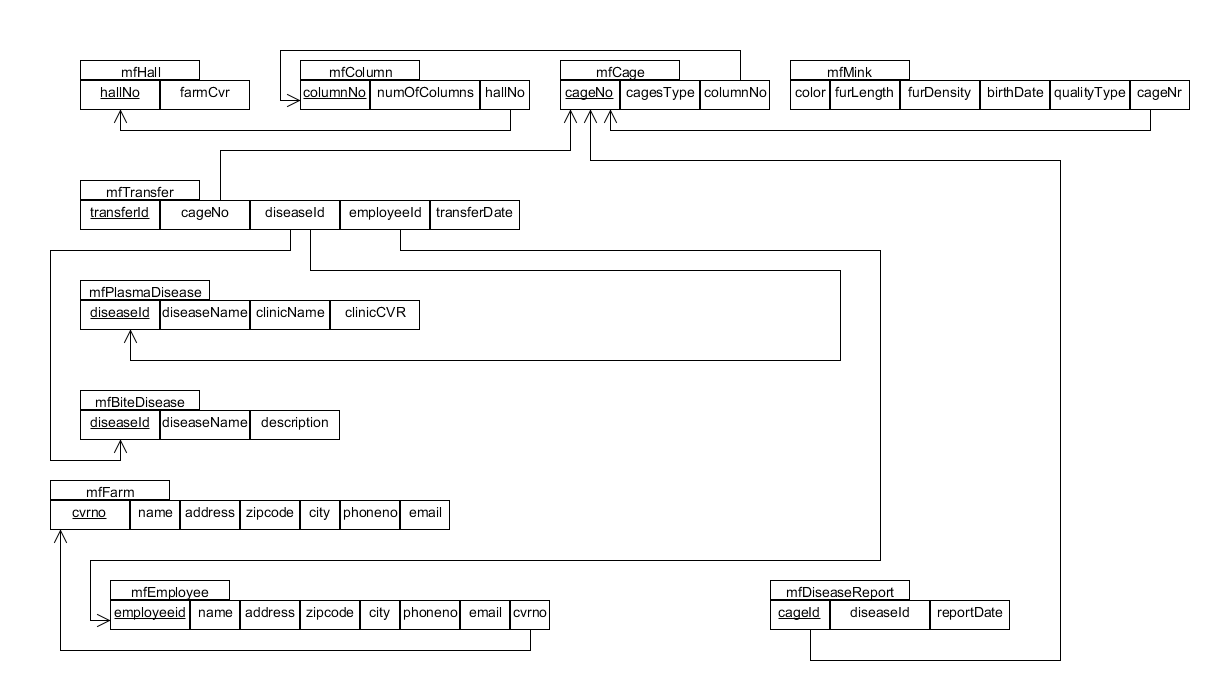 mfHall mfColumn mfCage mfMink
hallNo farmCvr columnNo numOfColumns hallNo cageNo cagesType columnNo color furLength furDensity birthDate qualityType cageNr
mfTransfer
transferId cageNo diseaseId employeeId transferDate
mfPlasmaDisease
diseaseId diseaseName clinicName clinicCVR
mfBiteDisease
diseaseId diseaseName description
mfFarm
cvrno name address zipcode city phoneno email
mfEmployee mfDiseaseReport
employeeid name address zipcode city phoneno email cvrno cageId diseaseId reportDate